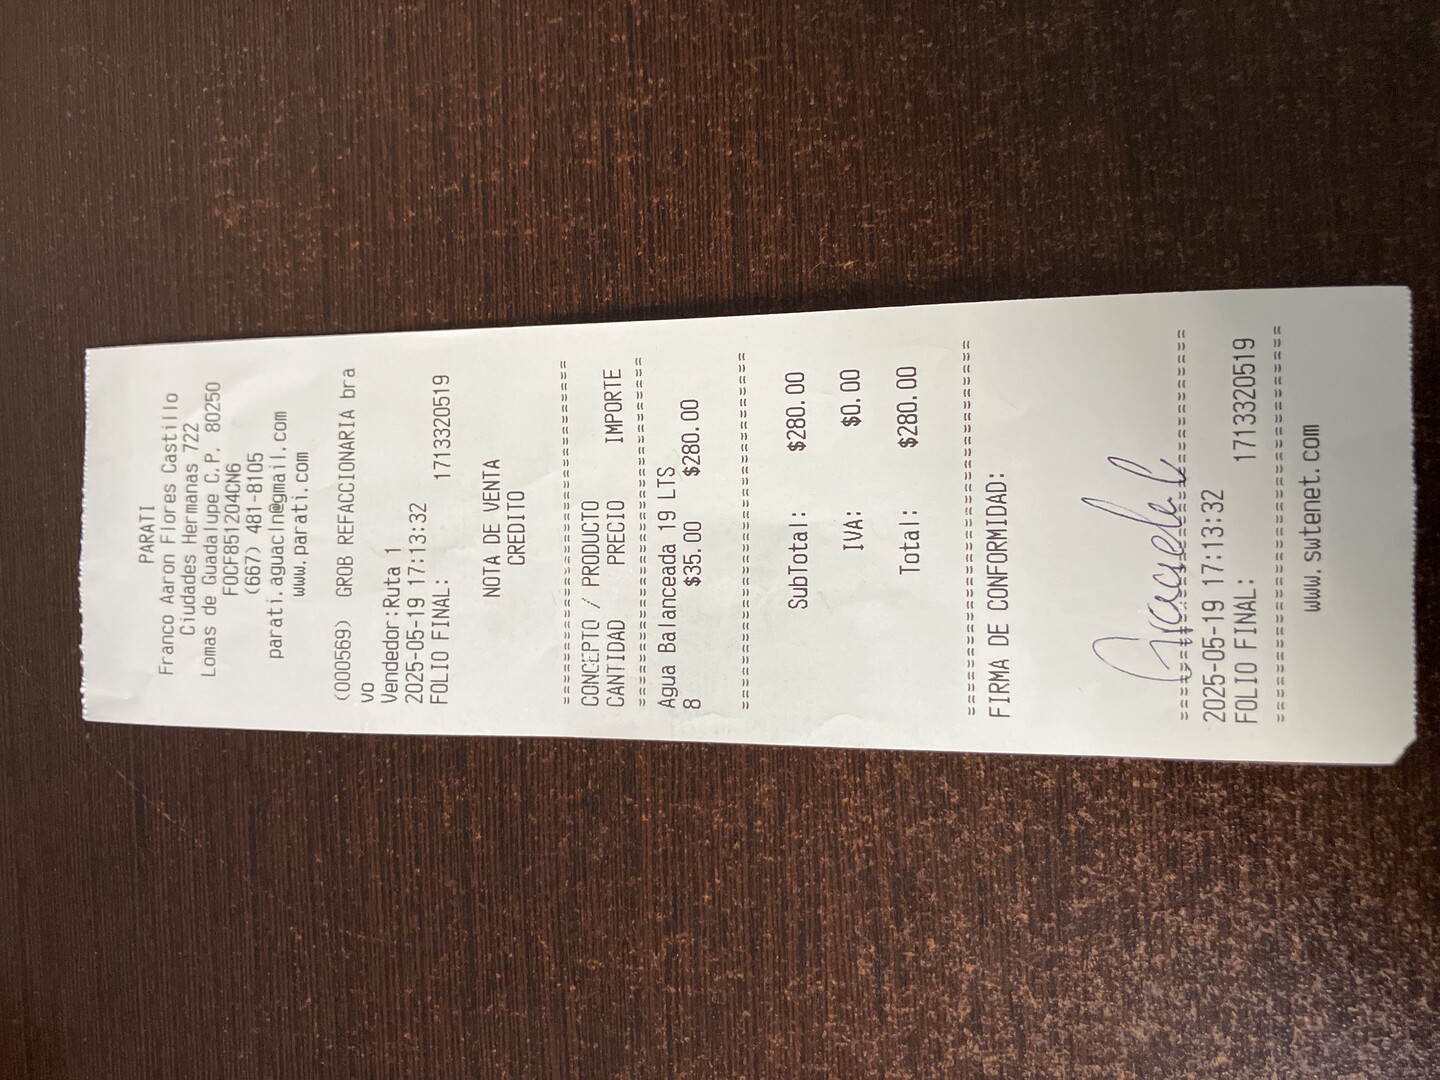 PARATI
Franco Aaron Flores Castillo
Ciudades Hermanas 722
Lomas de Guadalupe C.P. 80250
FOCF851204CN6
(667) 481-8105
parati.aguacln@gmail.com
www.parati.com
(000569) GROB REFACCIONARIA bra
vo
Vendedor:Ruta 1
2025-05-19 17:13:32
FOLIO FINAL: 1713320519
NOTA DE VENTA
CREDITO
==============================
CONCEPTO / PRODUCTO
CANTIDAD PRECIO IMPORTE
==============================
Agua Balanceada 19 LTS
8 $35.00 $280.00
==============================
SubTotal: $280.00
IVA: $0.00
Total: $280.00
==============================
FIRMA DE CONFORMIDAD:
==============================
2025-05-19 17:13:32
FOLIO FINAL: 1713320519
==============================
www.swtenet.com